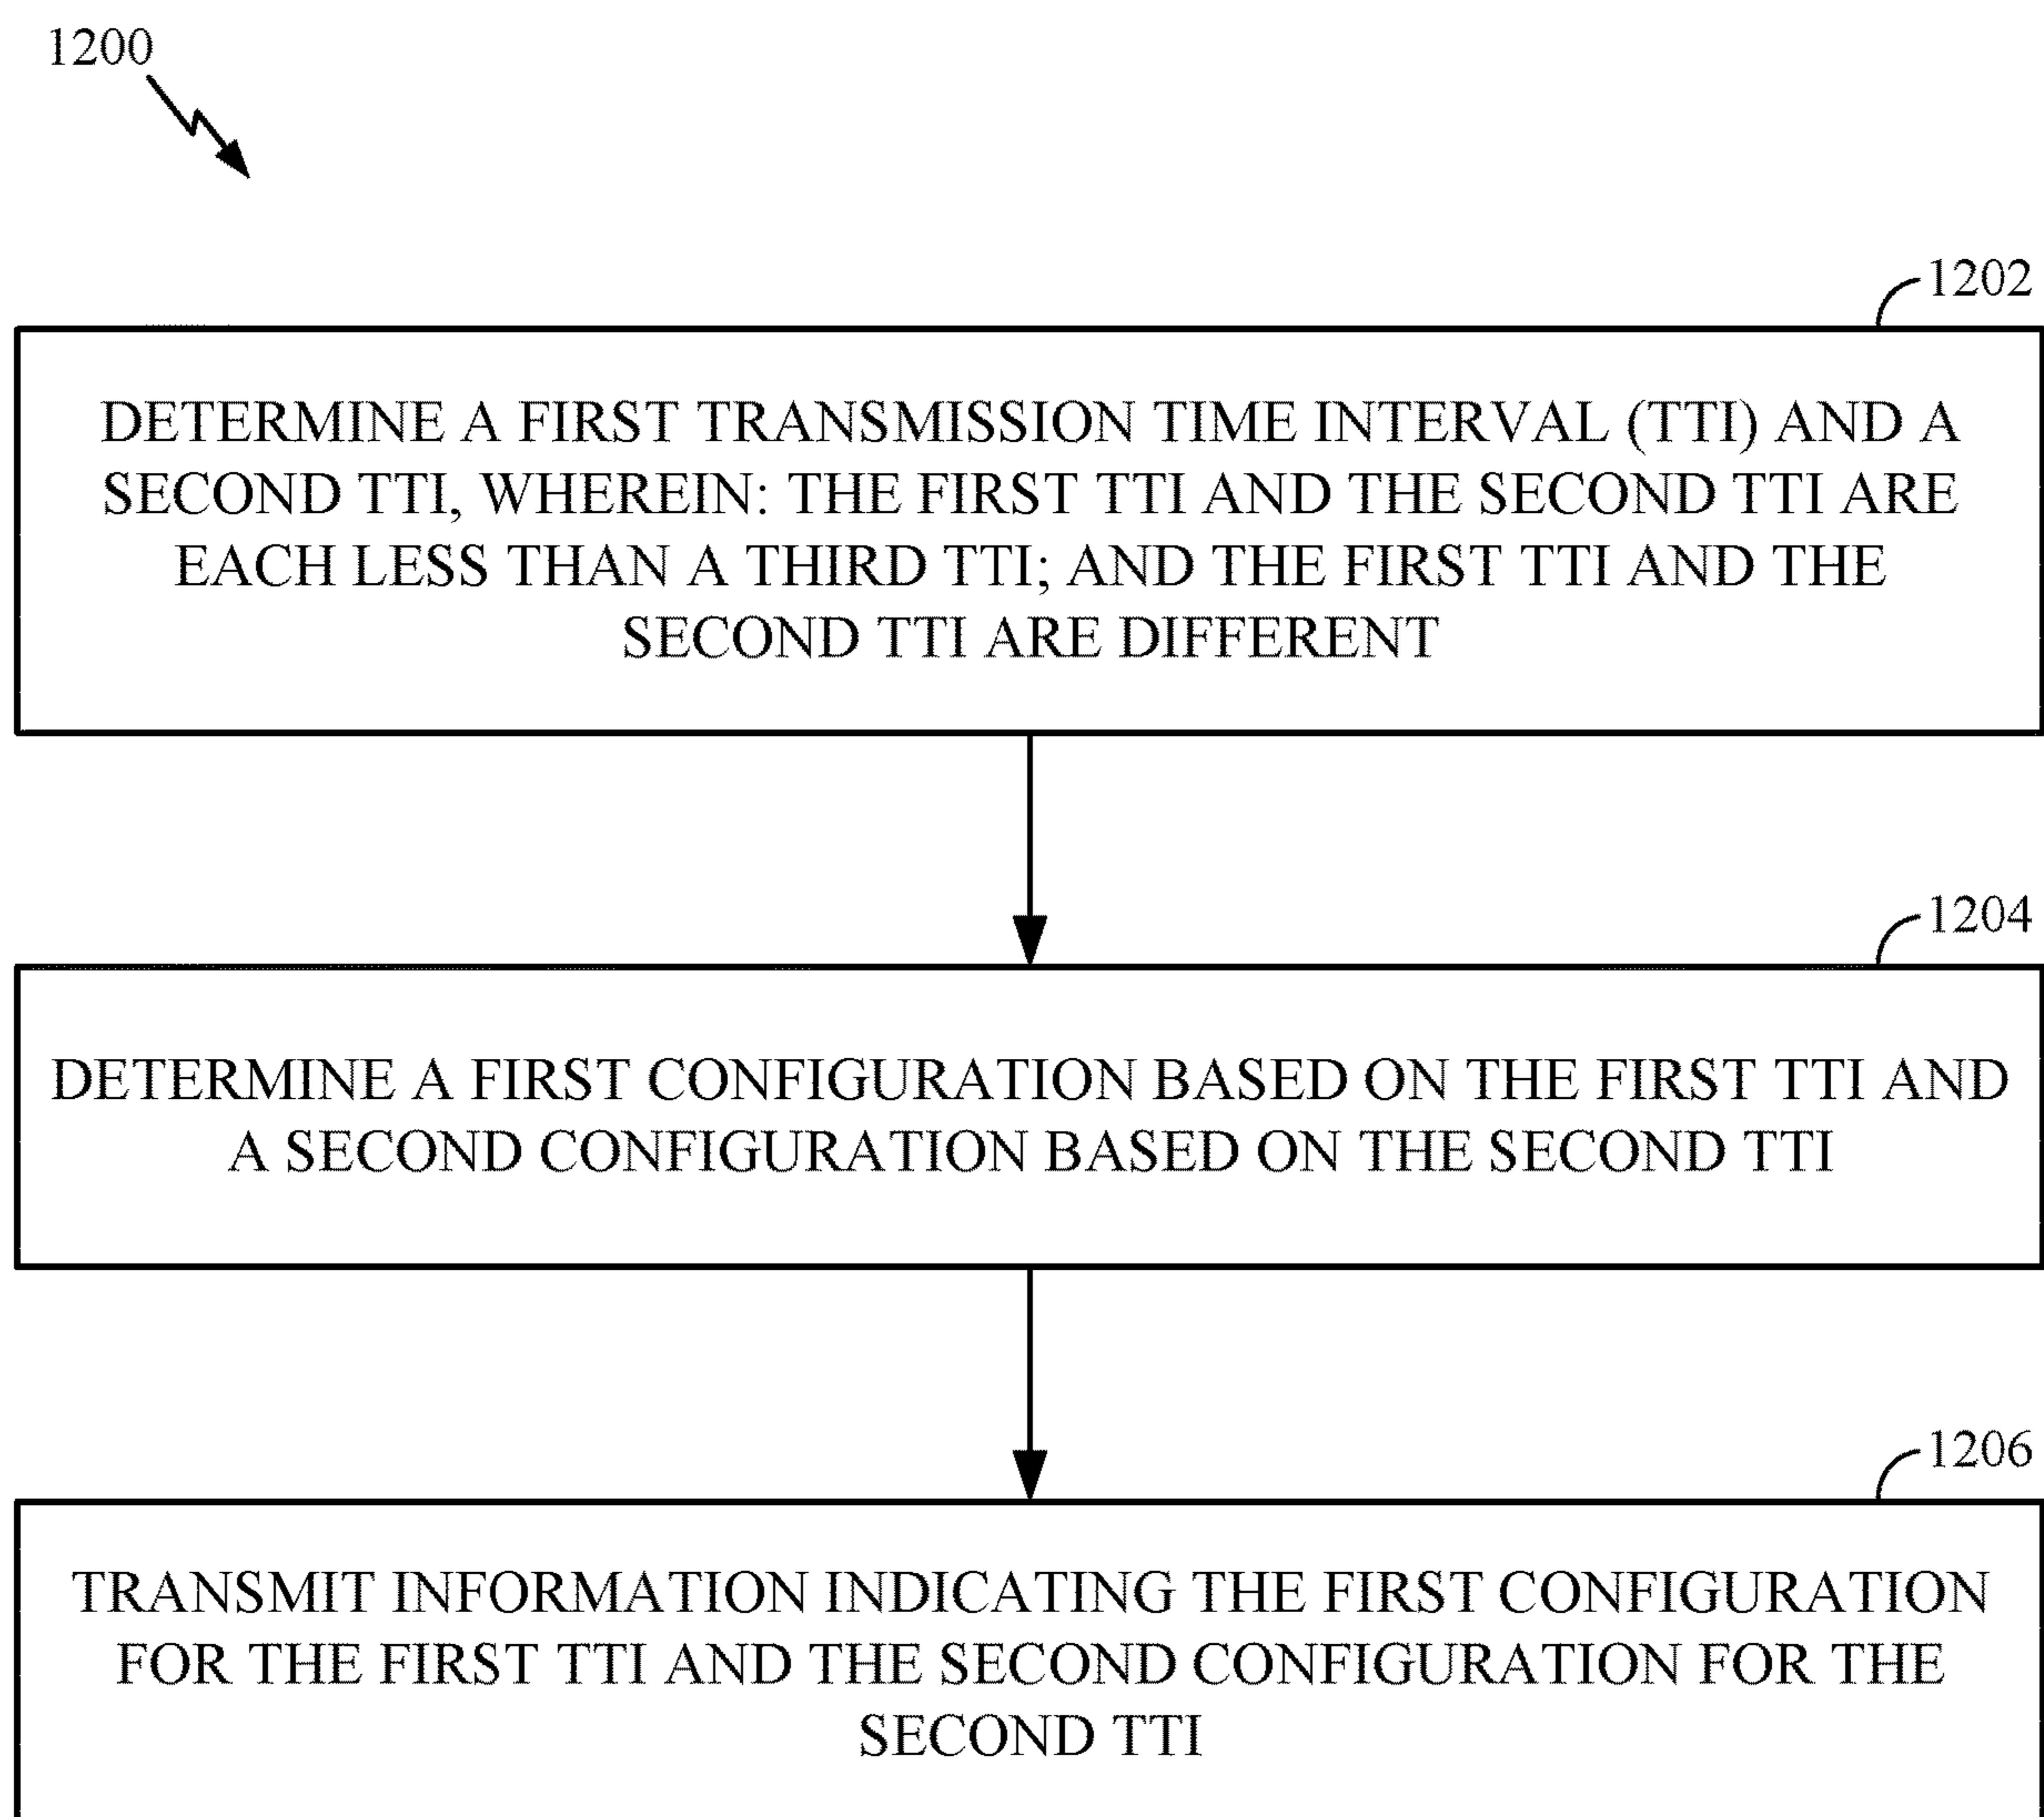 1200
1202
DETERMINE A FIRST TRANSMISSION TIME INTERVAL (TTI) AND A
SECOND TTI, WHEREIN: THE FIRST TTI AND THE SECOND TTI ARE
EACH LESS THAN A THIRD TTI; AND THE FIRST TTI AND THE
SECOND TTI ARE DIFFERENT
1204
DETERMINE A FIRST CONFIGURATION BASED ON THE FIRST TTI AND
A SECOND CONFIGURATION BASED ON THE SECOND TTI
1206
TRANSMIT INFORMATION INDICATING THE FIRST CONFIGURATION
FOR THE FIRST TTI AND THE SECOND CONFIGURATION FOR THE
SECOND TTI